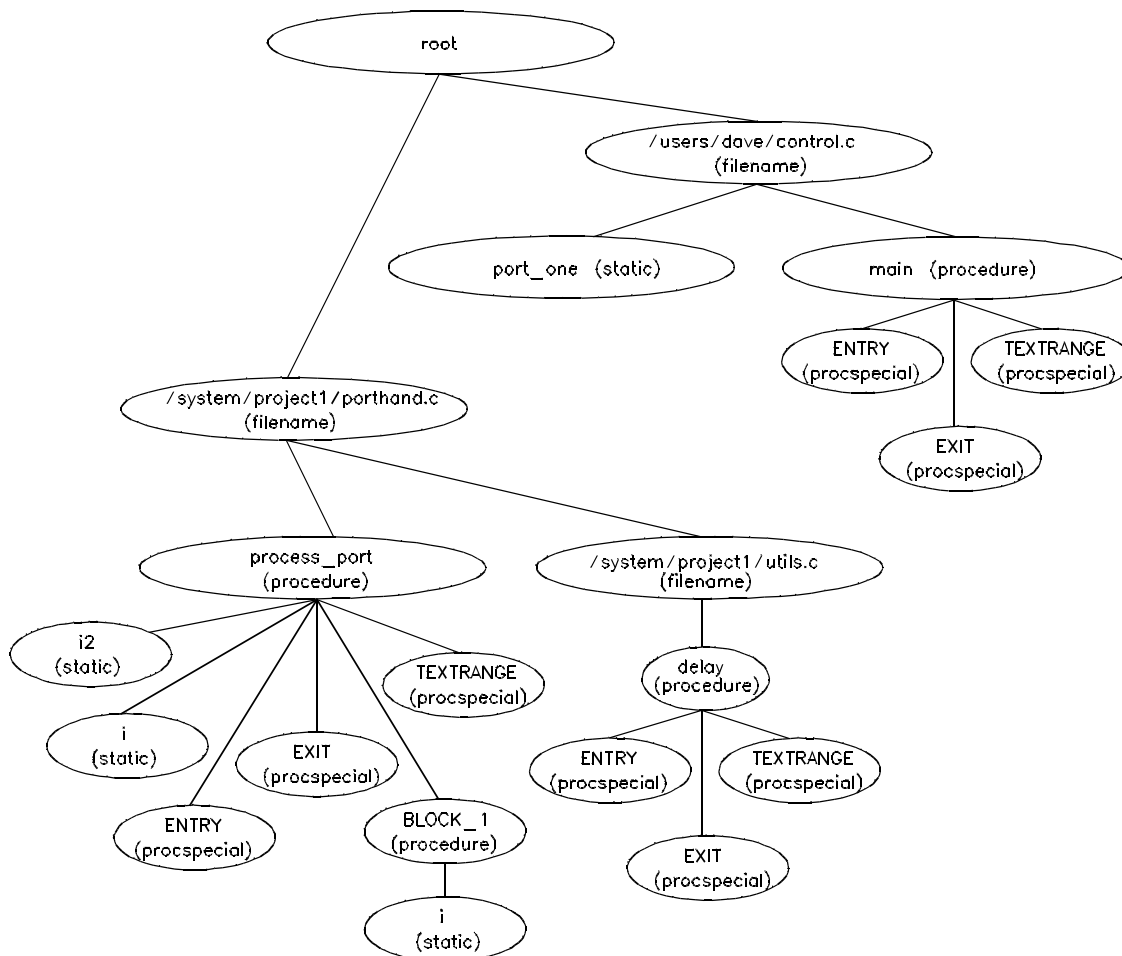 root
/users/dave/control.c
(filename)
port_one (static)
main (procedure)
ENTRY
(procspecial)
TEXTRANGE
(procspecial)
EXIT
(procspecial)
/system/project1/porthand.c
(filename)
process_port
(procedure)
/system/project1/utils.c
(filename)
i2
(static)
TEXTRANGE
(procspecial)
delay
(procedure)
i
(static)
EXIT
(procspecial)
ENTRY
(procspecial)
TEXTRANGE
(procspecial)
ENTRY
(procspecial)
BLOCK_1
(procedure)
EXIT
(procspecial)
i
(static)